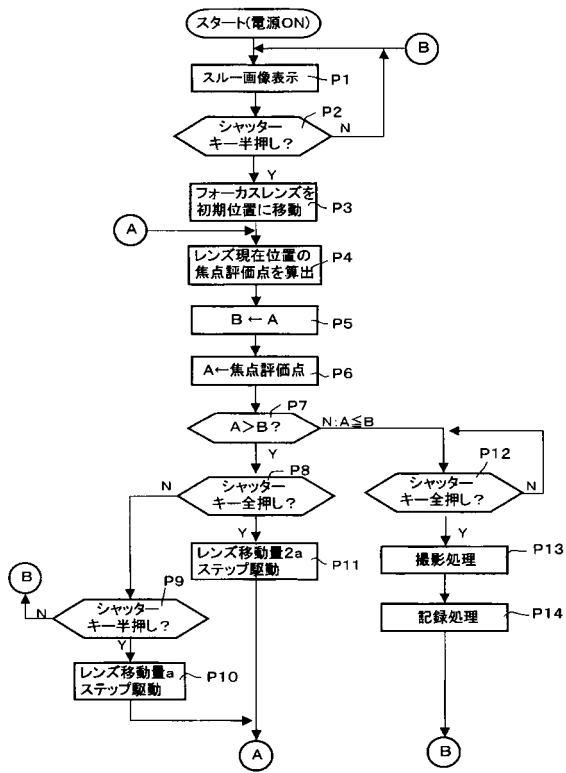 スタート(電源ON)
B
スルー画像表示
P1
P2
シャッター
キー半押し？
N
Y
フォーカスレンズを
初期位置に移動
P3
A
レンズ現在位置の
焦点評価点を算出
P4
B ← A
P5
A←焦点評価点
P6
P7
A＞B？
N:A≦B
Y
P8
シャッター
キー全押し？
N
Y
P12
シャッター
キー全押し？
N
Y
レンズ移動量2a
ステップ駆動
P11
撮影処理
P13
B
P9
シャッター
キー半押し？
N
Y
記録処理
P14
レンズ移動量a
ステップ駆動
P10
A
B